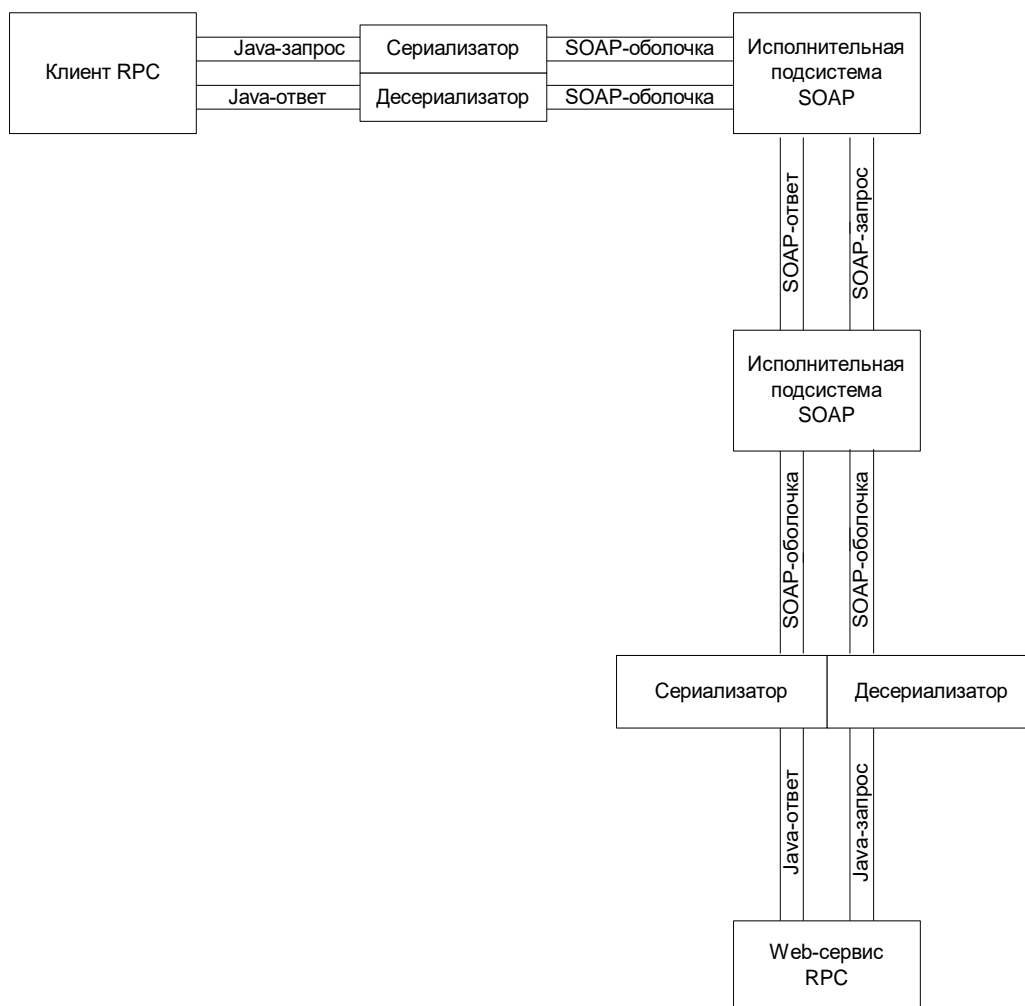 Клиент RPC
Java-запрос
Сериализатор
SOAP-оболочка
Java-ответ
Десериализатор
SOAP-оболочка
Исполнительная
подсистема
SOAP
SOAP-ответ
SOAP-запрос
Исполнительная
подсистема
SOAP
SOAP-оболочка
SOAP-оболочка
Сериализатор
Десериализатор
Java-ответ
Java-запрос
Web-сервис
RPC